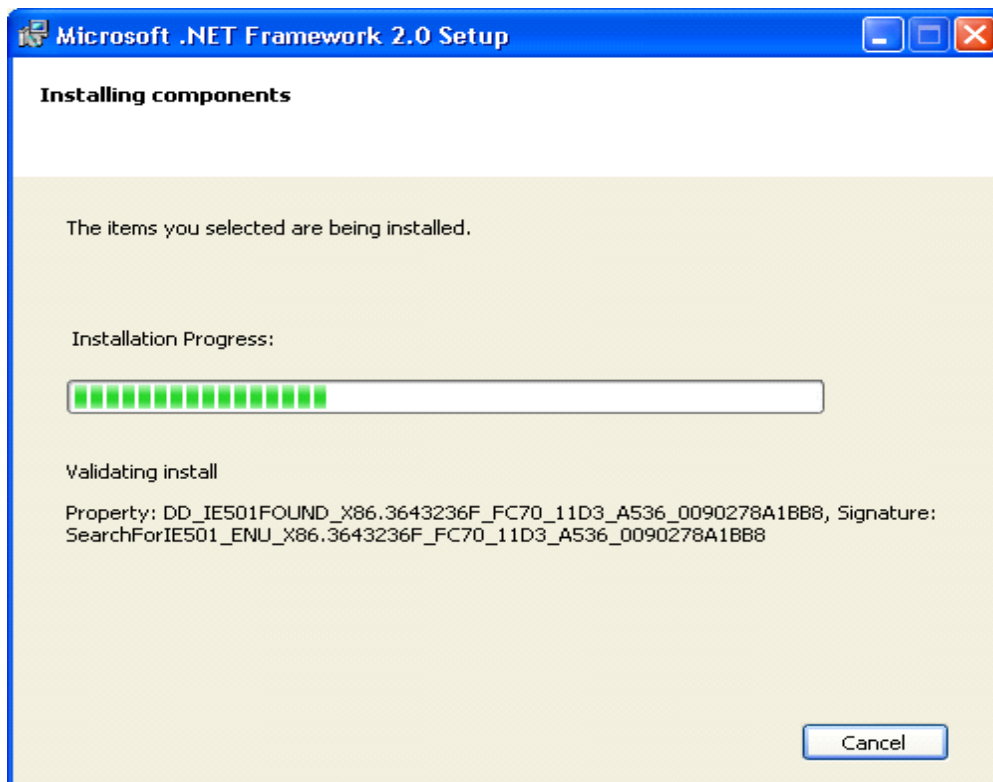 Microsoft .NET Framework 2.0 Setup
Installing components
The items you selected are being installed.
Installation Progress:
Validating install
Property: DD_IE501FOUND_X86.3643236F_FC70_11D3_A536_0090278A1BB8, Signature:
SearchForIE501_ENU_X86.3643236F_FC70_11D3_A536_0090278A1BB8
Cancel